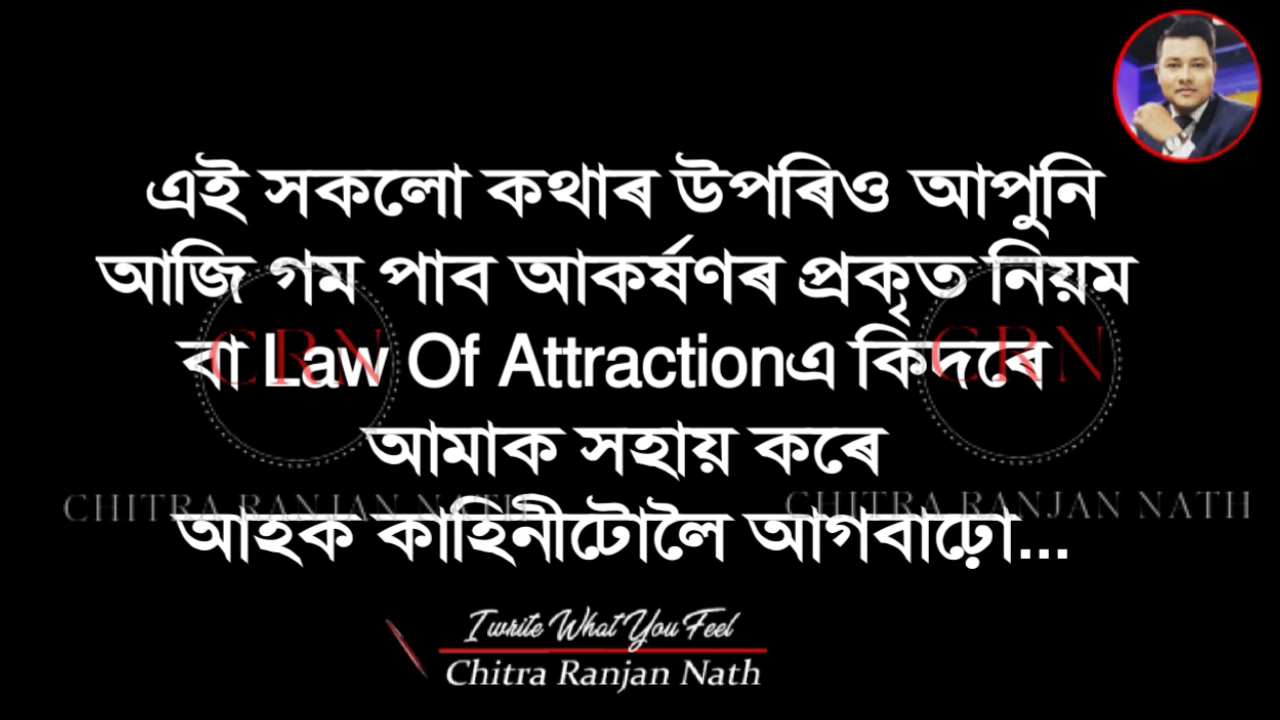 এই সকলো কথাৰ উপৰিও আপুনি
আজি গম পাব আকৰ্ষণৰ প্ৰকৃত নিয়ম
বা Law Of Attractionএ কিদৰে
আমাক সহায় কৰে
আহক কাহিনীটোলৈ আগবাঢ়ো...
CRN
CHITRA RANJAN NATH
CRN
CHITRA RANJAN NATH
I write What You Feel
Chitra Ranjan Nath